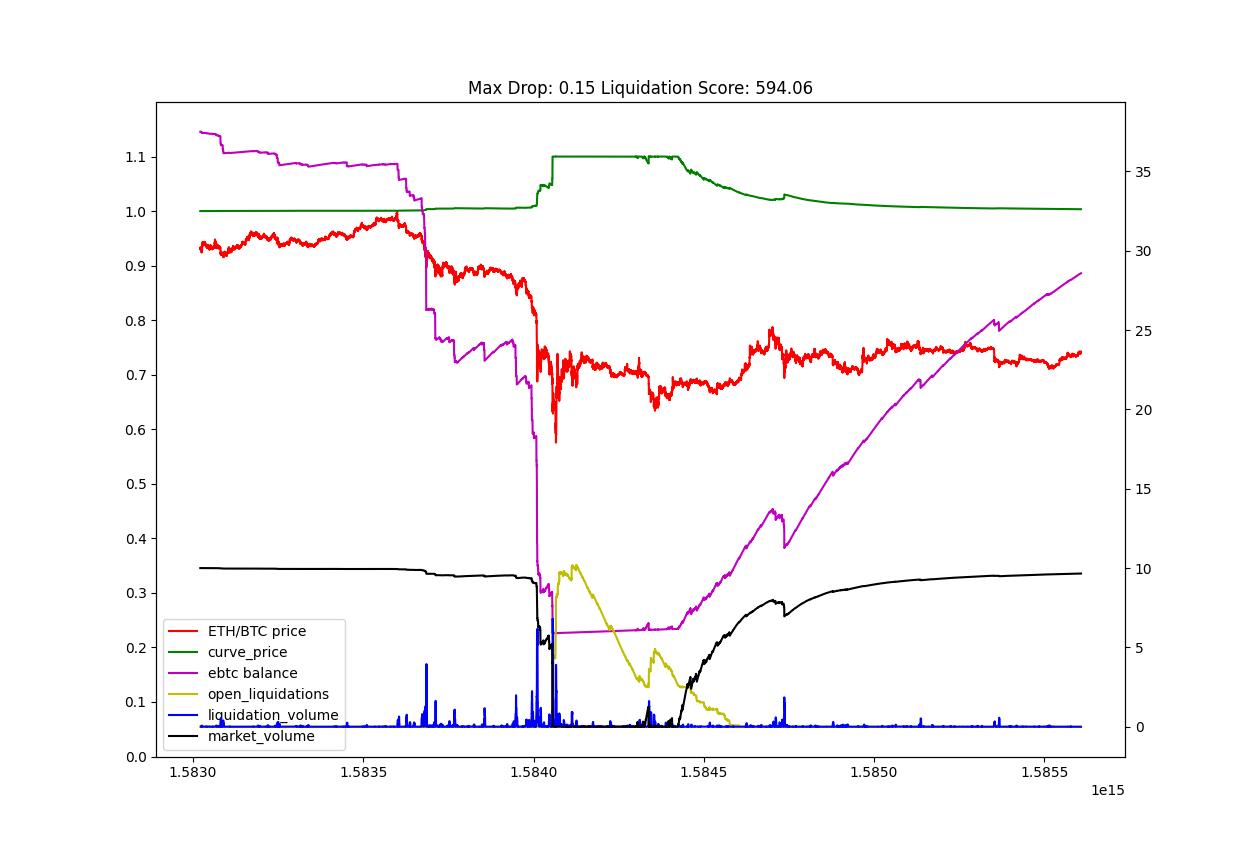 Max Drop: 0.15 Liquidation Score: 594.06
1.1
1.0
0.9
0.8
0.7
0.6
0.5
0.4
0.3
0.2
0.1
0.0
35
30
25
20
15
10
5
0
ETH/BTC price
curve_price
ebtc balance
open_liquidations
liquidation_volume
market_volume
1.5830 1.5835 1.5840 1.5845 1.5850 1.5855
1e15